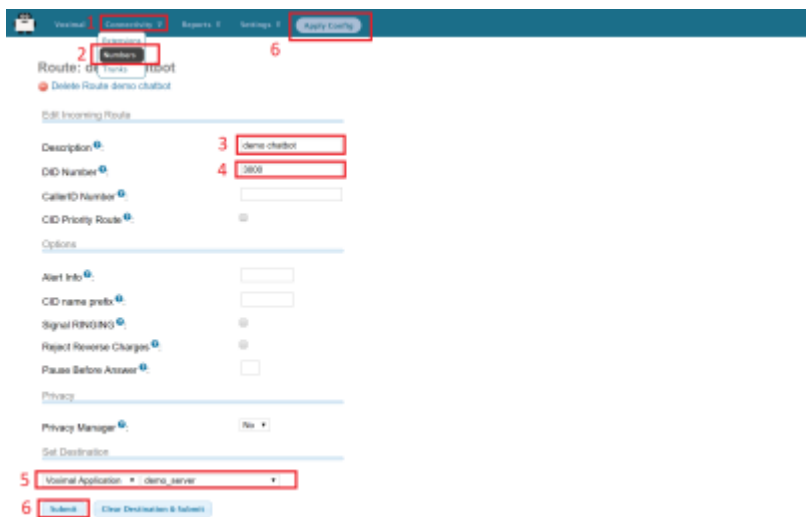 Voximal 1 Connectivity Reports Settings Apply Config
Extensions
2 Numbers 6
Trunks
Route: demo chatbot
Delete Route demo chatbot
Edit Incoming Route
Description: 3 demo chatbot
DID Number: 4 3000
CallerID Number:
CID Priority Route:
Options
Alert Info:
CID name prefix:
Signal RINGING:
Reject Reverse Charges:
Pause Before Answer:
Privacy
Privacy Manager: No
Set Destination
5 Voximal Application demo_server
6 Submit Clear Destination & Submit